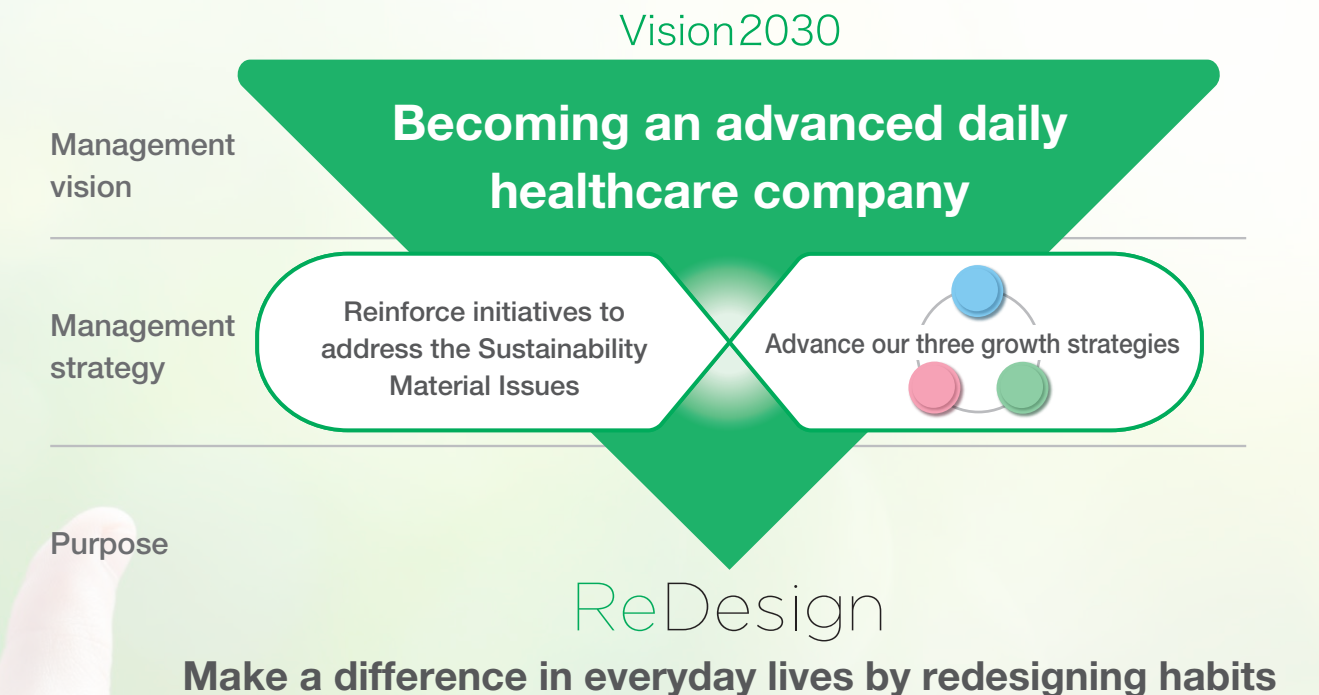 Vision2030
Management
vision
Becoming an advanced daily
healthcare company
Management
strategy
Reinforce initiatives to
address the Sustainability
Material Issues
Advance our three growth strategies
Purpose
ReDesign
Make a difference in everyday lives by redesigning habits